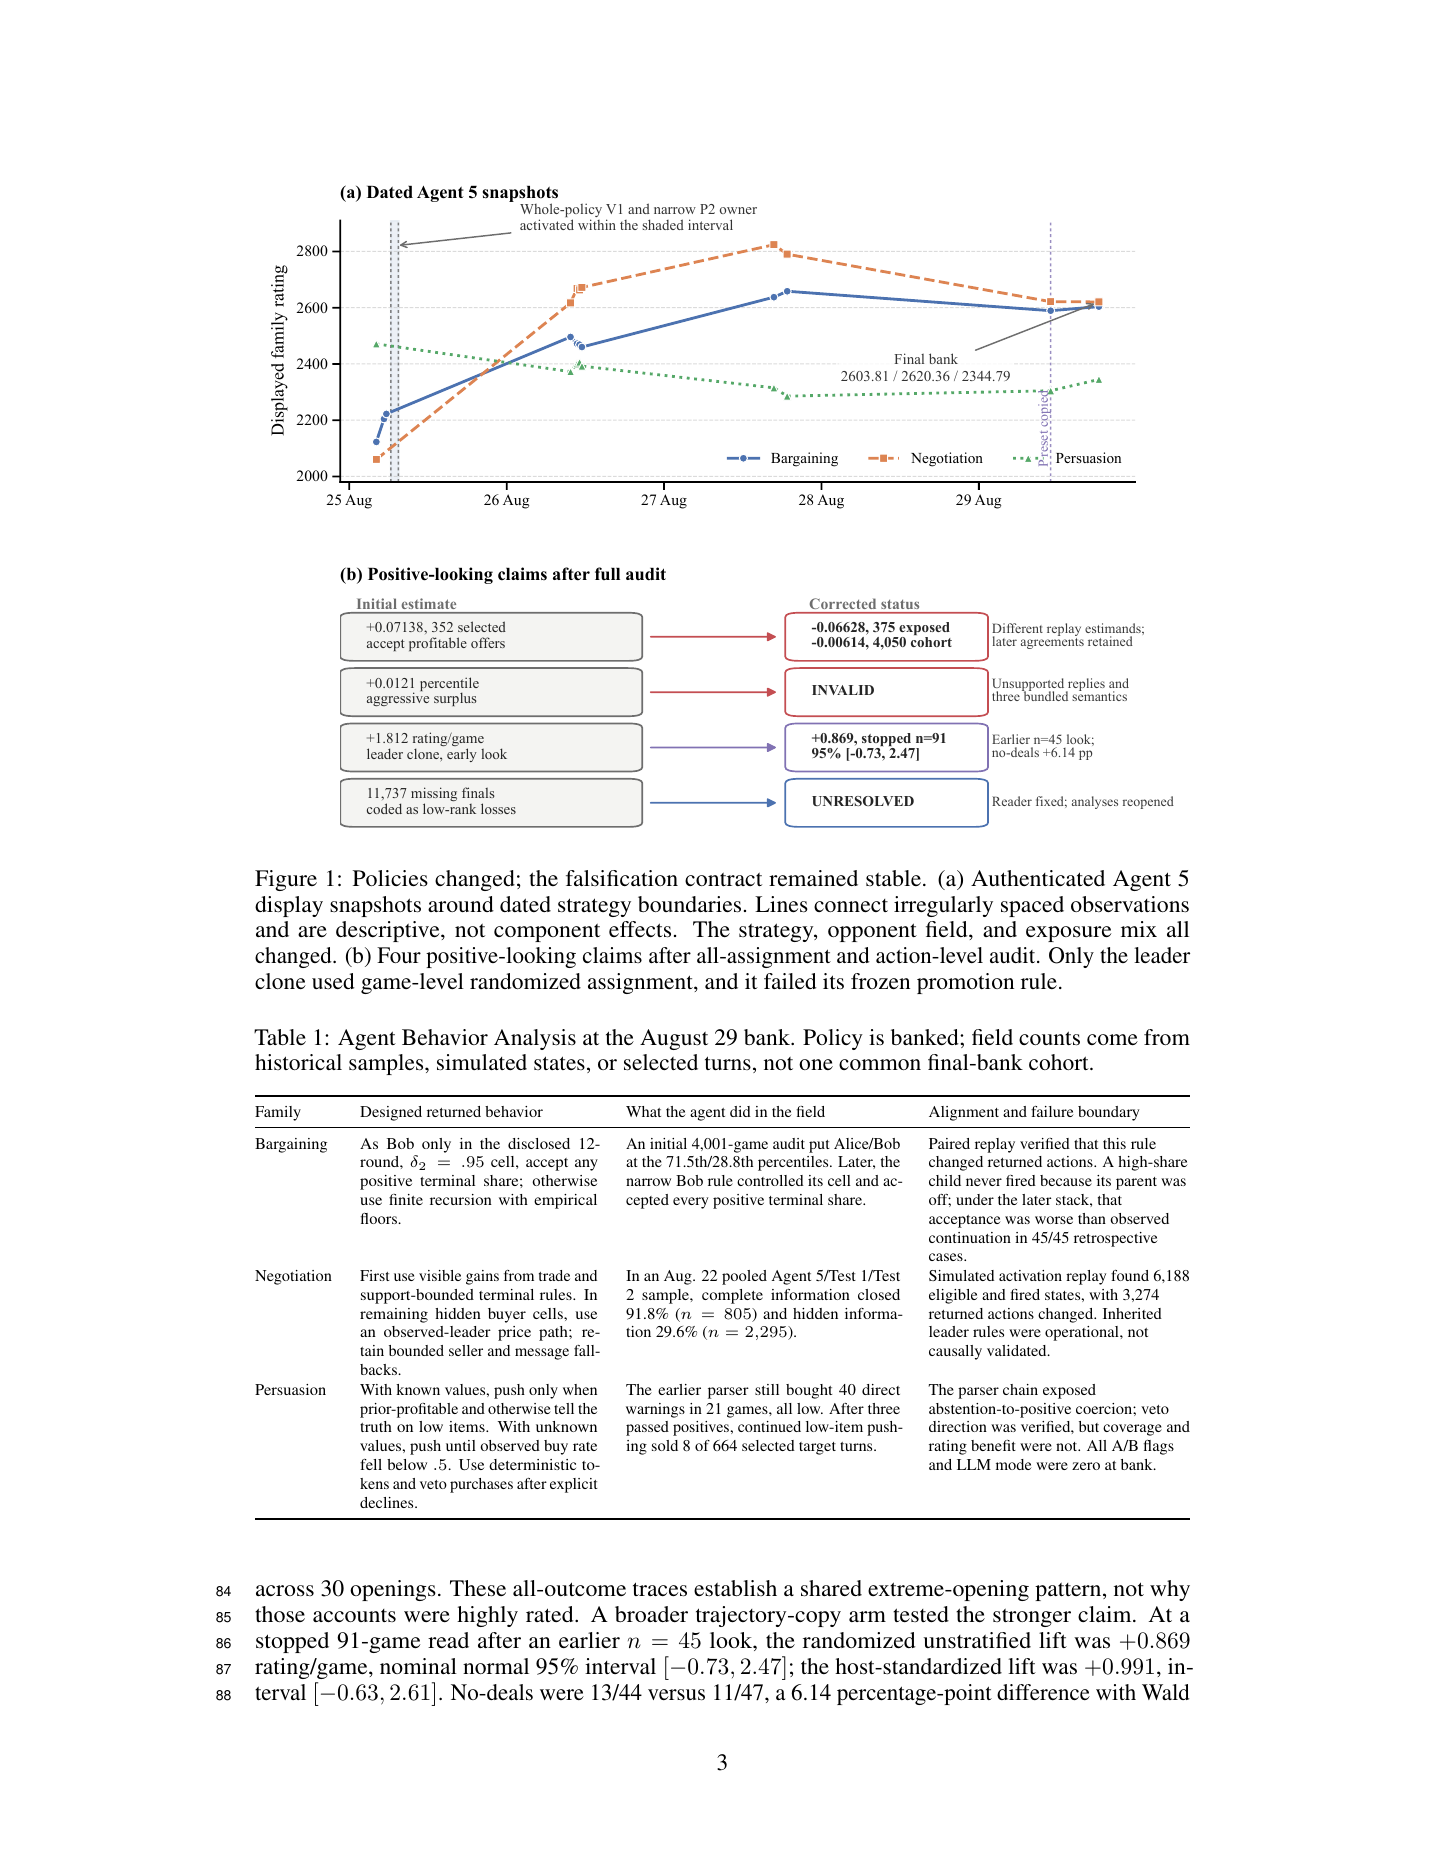 (a) Dated Agent 5 snapshots
Whole-policy V1 and narrow P2 owner
activated within the shaded interval
Displayed family rating
2800
2600
2400
2200
2000
Final bank
2603.81 / 2620.36 / 2344.79
P reset copied
Bargaining
Negotiation
Persuasion
25 Aug
26 Aug
27 Aug
28 Aug
29 Aug
(b) Positive-looking claims after full audit
Initial estimate
Corrected status
+0.07138, 352 selected
accept profitable offers
-0.06628, 375 exposed
-0.00614, 4,050 cohort
Different replay estimands;
later agreements retained
+0.0121 percentile
aggressive surplus
INVALID
Unsupported replies and
three bundled semantics
+1.812 rating/game
leader clone, early look
+0.869, stopped n=91
95% [-0.73, 2.47]
Earlier n=45 look;
no-deals +6.14 pp
11,737 missing finals
coded as low-rank losses
UNRESOLVED
Reader fixed; analyses reopened
Figure 1: Policies changed; the falsification contract remained stable. (a) Authenticated Agent 5
display snapshots around dated strategy boundaries. Lines connect irregularly spaced observations
and are descriptive, not component effects. The strategy, opponent field, and exposure mix all
changed. (b) Four positive-looking claims after all-assignment and action-level audit. Only the leader
clone used game-level randomized assignment, and it failed its frozen promotion rule.
Table 1: Agent Behavior Analysis at the August 29 bank. Policy is banked; field counts come from
historical samples, simulated states, or selected turns, not one common final-bank cohort.
Family
Designed returned behavior
What the agent did in the field
Alignment and failure boundary
Bargaining
As Bob only in the disclosed 12-
round, δ₂ = .95 cell, accept any
positive terminal share; otherwise
use finite recursion with empirical
floors.
An initial 4,001-game audit put Alice/Bob
at the 71.5th/28.8th percentiles. Later, the
narrow Bob rule controlled its cell and ac-
cepted every positive terminal share.
Paired replay verified that this rule
changed returned actions. A high-share
child never fired because its parent was
off; under the later stack, that
acceptance was worse than observed
continuation in 45/45 retrospective
cases.
Negotiation
First use visible gains from trade and
support-bounded terminal rules. In
remaining hidden buyer cells, use
an observed-leader price path; re-
tain bounded seller and message fall-
backs.
In an Aug. 22 pooled Agent 5/Test 1/Test
2 sample, complete information closed
91.8% (n = 805) and hidden informa-
tion 29.6% (n = 2,295).
Simulated activation replay found 6,188
eligible and fired states, with 3,274
returned actions changed. Inherited
leader rules were operational, not
causally validated.
Persuasion
With known values, push only when
prior-profitable and otherwise tell the
truth on low items. With unknown
values, push until observed buy rate
fell below .5. Use deterministic to-
kens and veto purchases after explicit
declines.
The earlier parser still bought 40 direct
warnings in 21 games, all low. After three
passed positives, continued low-item push-
ing sold 8 of 664 selected target turns.
The parser chain exposed
abstention-to-positive coercion; veto
direction was verified, but coverage and
rating benefit were not. All A/B flags
and LLM mode were zero at bank.
84 across 30 openings. These all-outcome traces establish a shared extreme-opening pattern, not why
85 those accounts were highly rated. A broader trajectory-copy arm tested the stronger claim. At a
86 stopped 91-game read after an earlier n = 45 look, the randomized unstratified lift was +0.869
87 rating/game, nominal normal 95% interval [−0.73, 2.47]; the host-standardized lift was +0.991, in-
88 terval [−0.63, 2.61]. No-deals were 13/44 versus 11/47, a 6.14 percentage-point difference with Wald
3